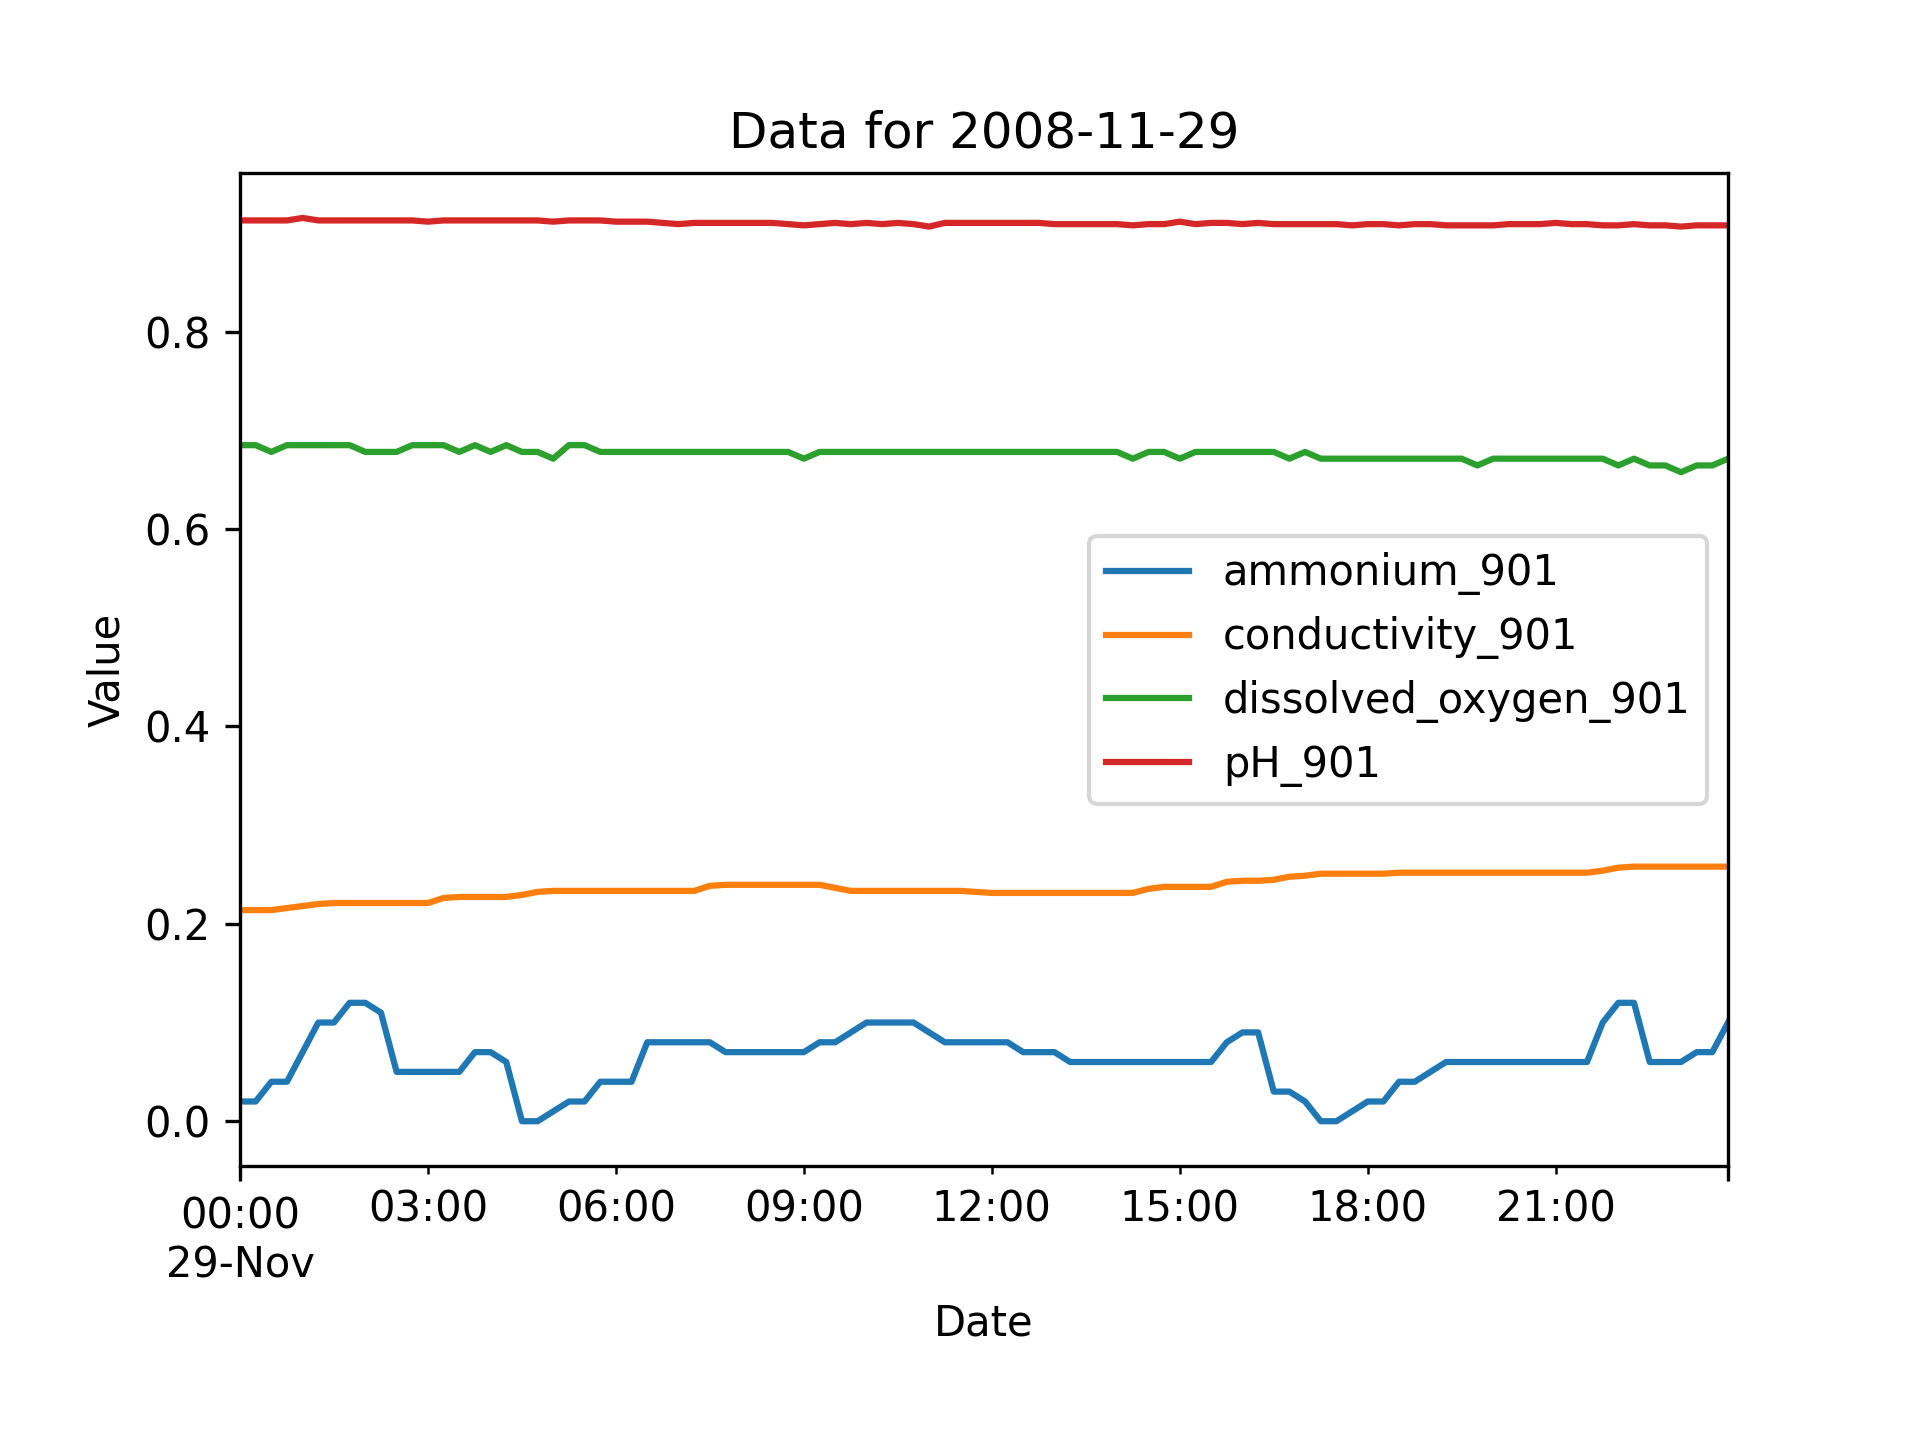 Data for 2008-11-29
Value
0.8
0.6
0.4
0.2
0.0
ammonium_901
conductivity_901
dissolved_oxygen_901
pH_901
00:00 03:00 06:00 09:00 12:00 15:00 18:00 21:00
29-Nov
Date